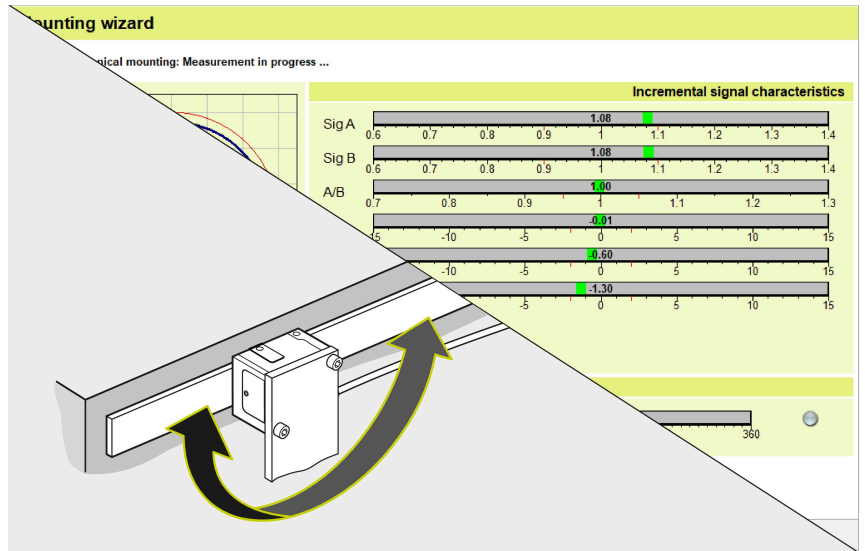 ounting wizard
nical mounting: Measurement in progress ...
Incremental signal characteristics
Sig A
1.08
0.6 0.7 0.8 0.9 1 1.1 1.2 1.3 1.4
Sig B
1.08
0.6 0.7 0.8 0.9 1 1.1 1.2 1.3 1.4
A/B
1.00
0.7 0.8 0.9 1 1.1 1.2 1.3
-0.01
15 -10 -5 0 5 10 15
-0.60
-10 -5 0 5 10 15
-1.30
-5 0 5 10 15
360